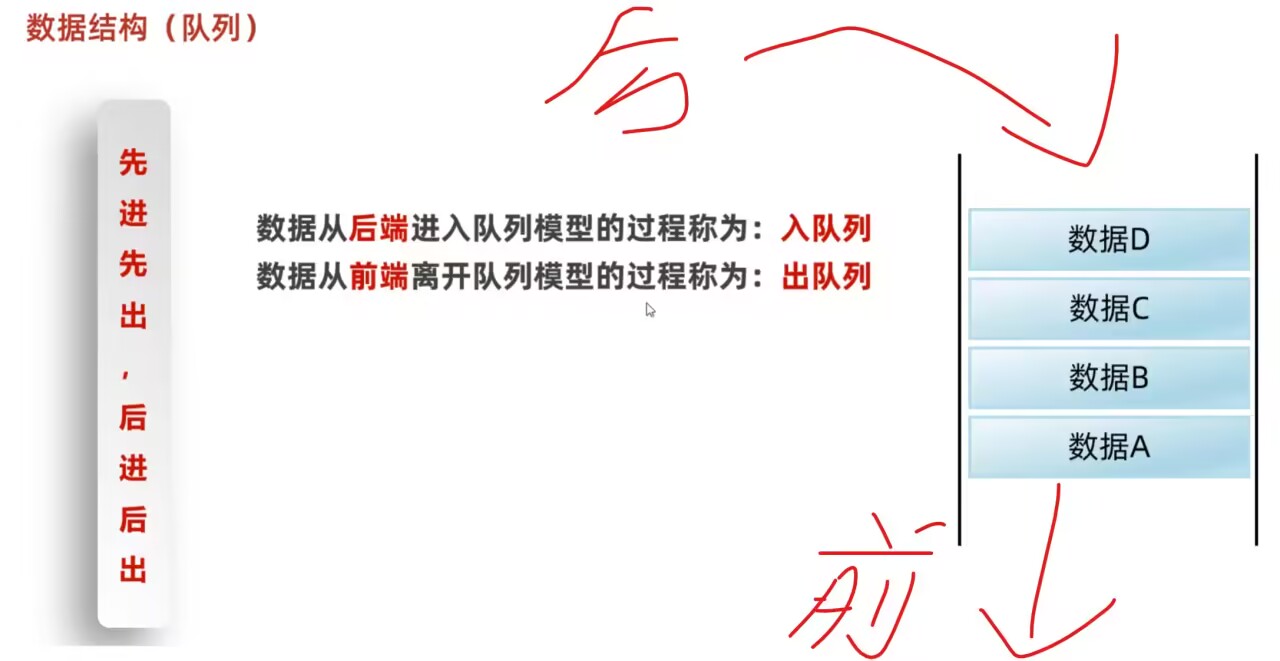 数据结构（队列）
后
先进先出，后进后出
数据从后端进入队列模型的过程称为：入队列
数据从前端离开队列模型的过程称为：出队列
数据D
数据C
数据B
数据A
前